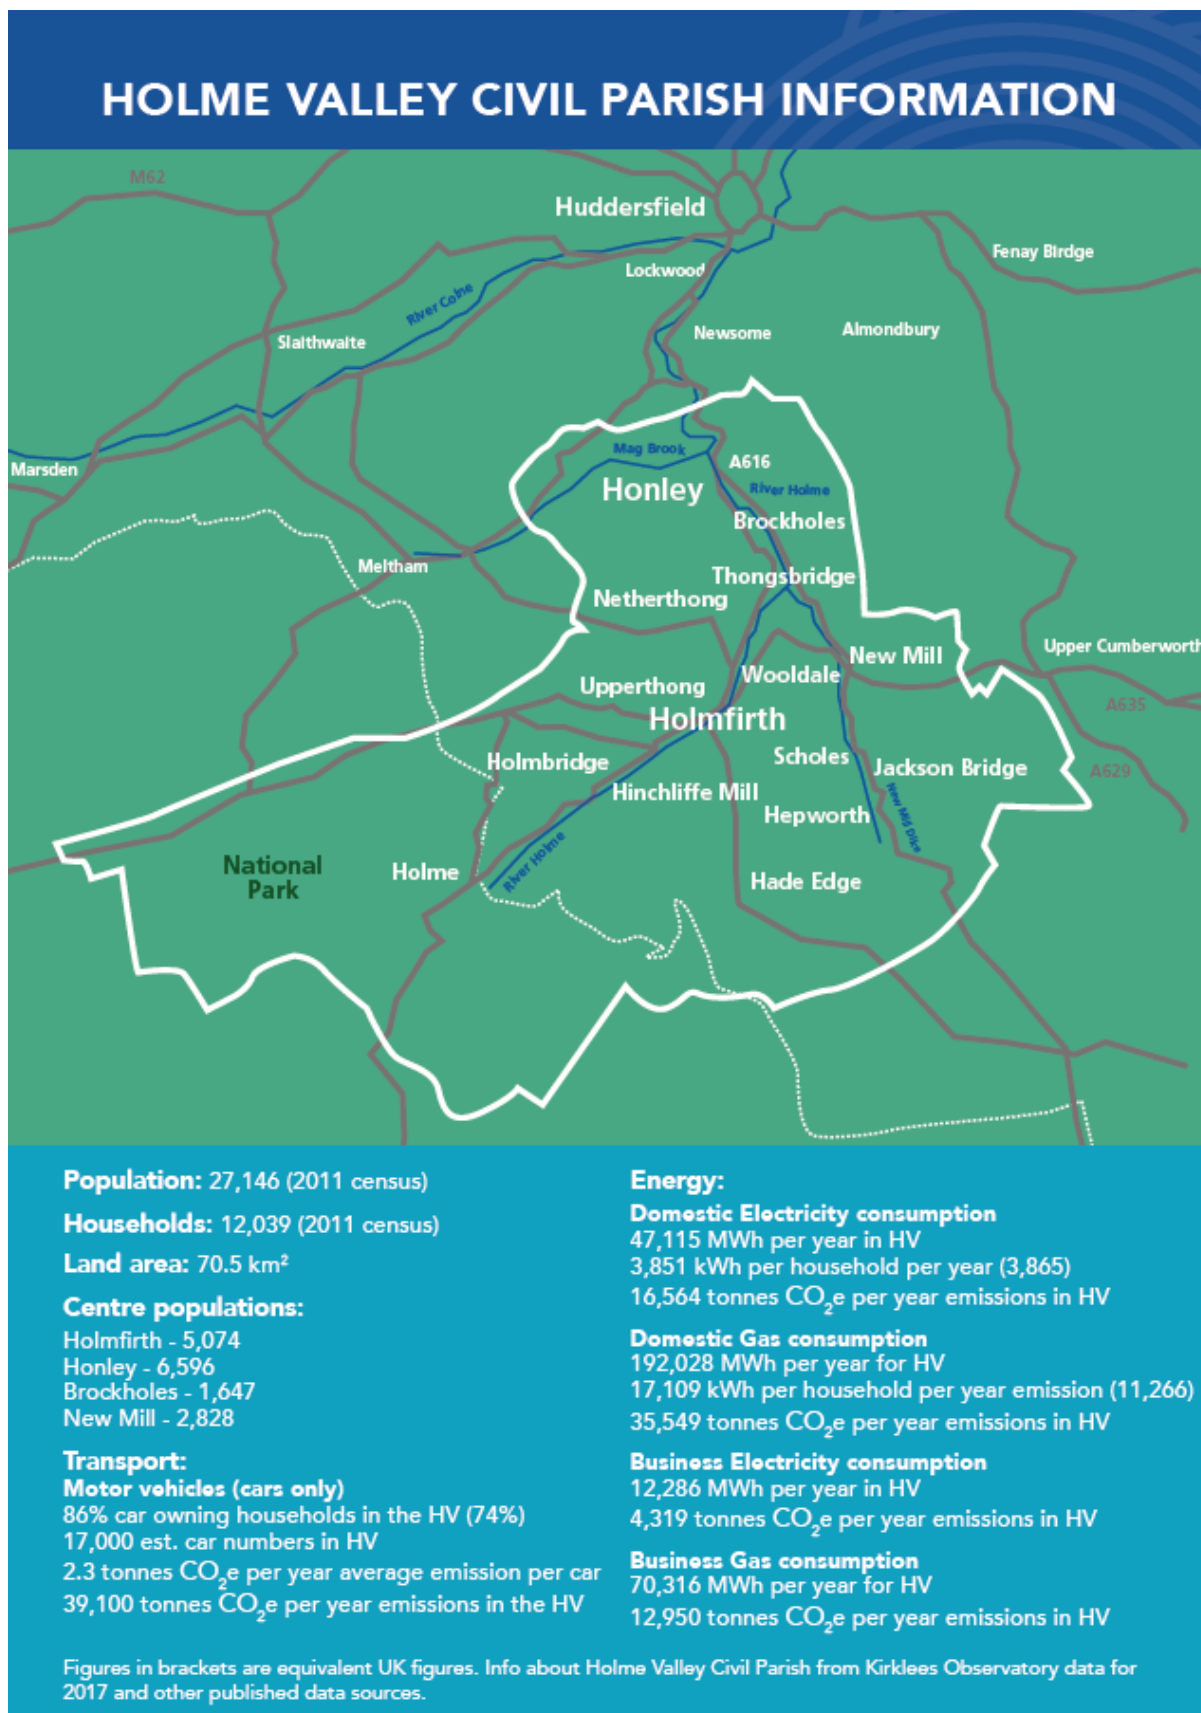 HOLME VALLEY CIVIL PARISH INFORMATION
M62
Huddersfield
Fenay Birdge
Lockwood
River Colne
Newsome
Almondbury
Slaithwaite
Mag Brook
A616
Marsden
Honley
River Holme
Brockholes
Meltham
Thongsbridge
Netherthong
Upper Cumberworth
New Mill
Wooldale
Upperthong
A635
Holmfirth
Scholes
Holmbridge
Jackson Bridge
A629
Hinchliffe Mill
Hepworth
New Mill Dike
River Holme
National
Park
Holme
Hade Edge
Population: 27,146 (2011 census)
Households: 12,039 (2011 census)
Land area: 70.5 km²
Centre populations:
Holmfirth - 5,074
Honley - 6,596
Brockholes - 1,647
New Mill - 2,828
Transport:
Motor vehicles (cars only)
86% car owning households in the HV (74%)
17,000 est. car numbers in HV
2.3 tonnes CO₂e per year average emission per car
39,100 tonnes CO₂e per year emissions in the HV
Energy:
Domestic Electricity consumption
47,115 MWh per year in HV
3,851 kWh per household per year (3,865)
16,564 tonnes CO₂e per year emissions in HV
Domestic Gas consumption
192,028 MWh per year for HV
17,109 kWh per household per year emission (11,266)
35,549 tonnes CO₂e per year emissions in HV
Business Electricity consumption
12,286 MWh per year in HV
4,319 tonnes CO₂e per year emissions in HV
Business Gas consumption
70,316 MWh per year for HV
12,950 tonnes CO₂e per year emissions in HV
Figures in brackets are equivalent UK figures. Info about Holme Valley Civil Parish from Kirklees Observatory data for
2017 and other published data sources.